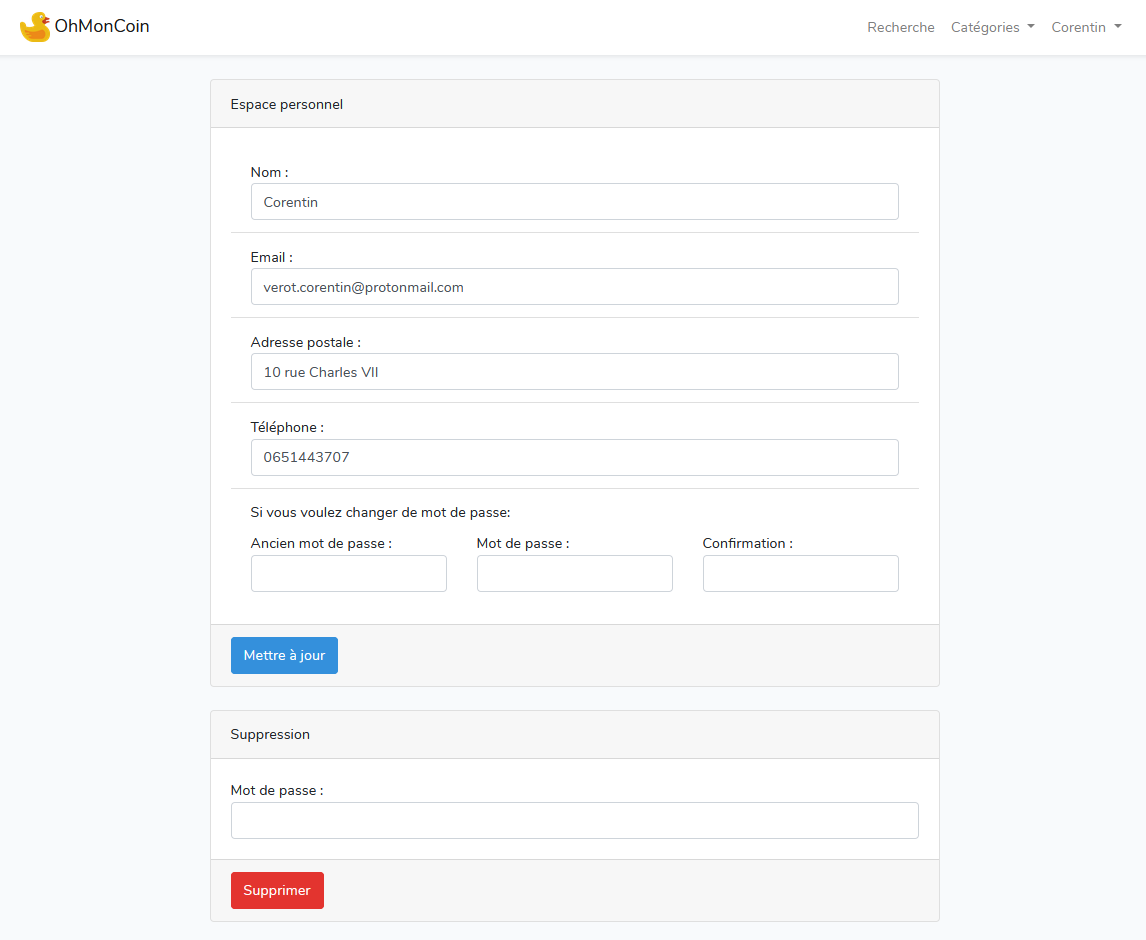 OhMonCoin
Recherche Catégories Corentin
Espace personnel
Nom :
Corentin
Email :
verot.corentin@protonmail.com
Adresse postale :
10 rue Charles VII
Téléphone :
0651443707
Si vous voulez changer de mot de passe:
Ancien mot de passe : Mot de passe : Confirmation :
Mettre à jour
Suppression
Mot de passe :
Supprimer